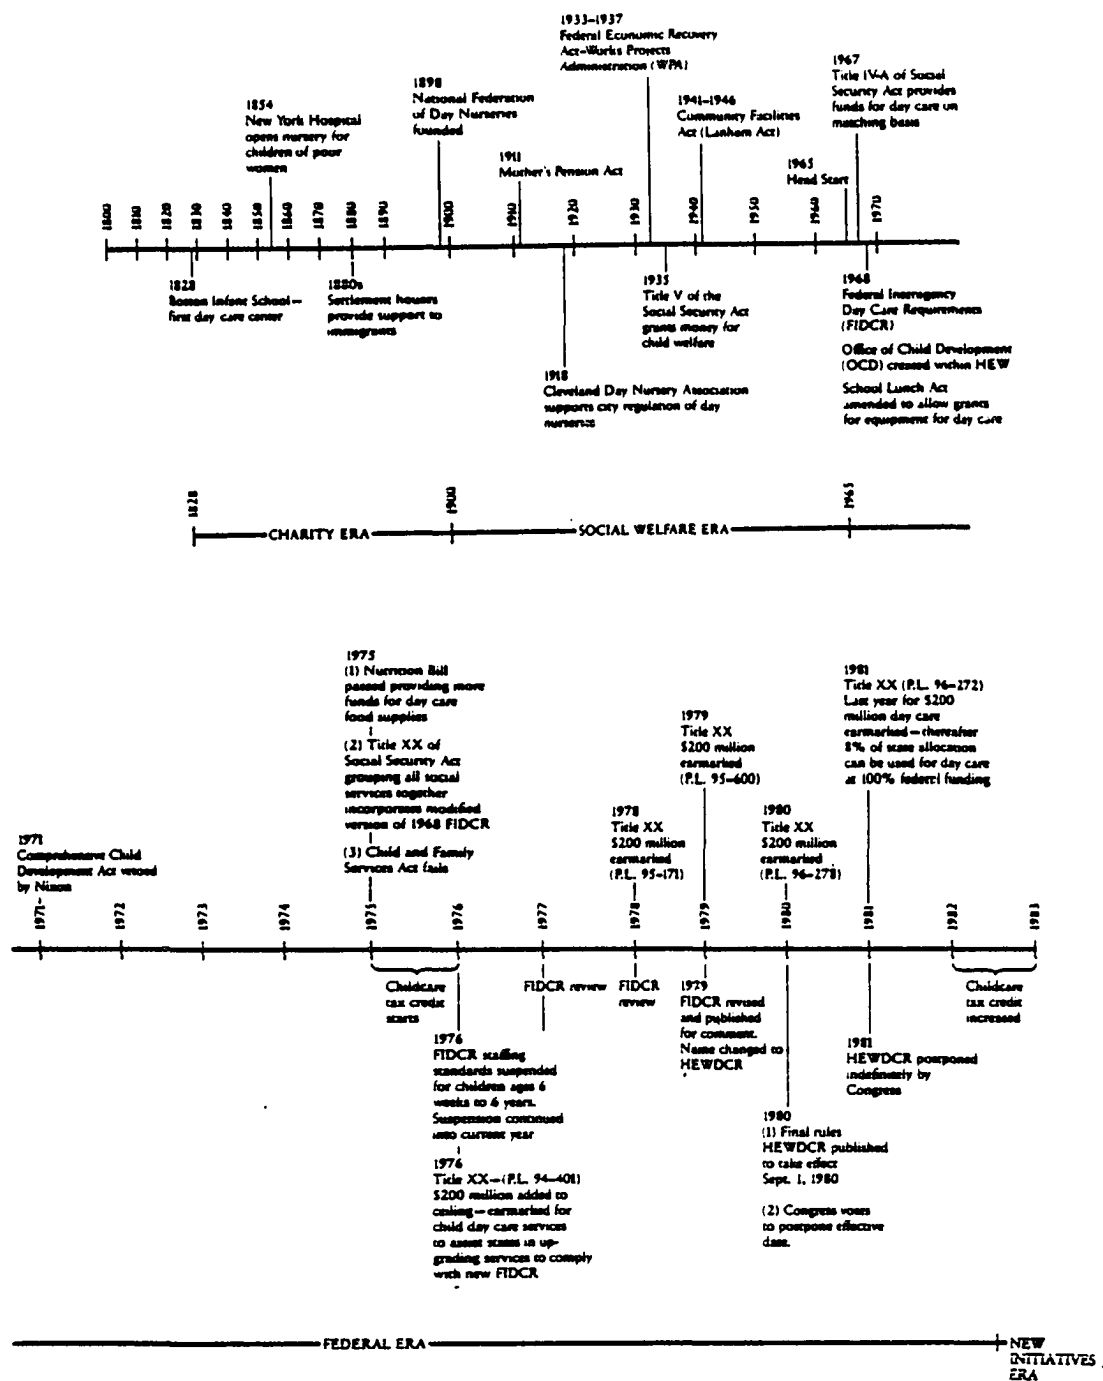 1933–1937
Federal Economic Recovery
Act–Works Projects
Administration (WPA)
1967
Title IV-A of Social
Security Act provides
funds for day care on
matching basis
1898
National Federation
of Day Nurseries
founded
1854
New York Hospital
opens nursery for
children of poor
women
1941–1946
Community Facilities
Act (Lanham Act)
1911
Mother's Pension Act
1965
Head Start
1800
1810
1820
1830
1840
1850
1860
1870
1880
1890
1900
1910
1920
1930
1940
1950
1960
1970
1828
Boston Infant School—
first day care center
1880s
Settlement houses
provide support to
immigrants
1935
Title V of the
Social Security Act
grants money for
child welfare
1968
Federal Interagency
Day Care Requirements
(FIDCR)
Office of Child Development
(OCD) created within HEW
School Lunch Act
amended to allow grants
for equipment for day care
1918
Cleveland Day Nursery Association
supports city regulation of day
nurseries
1828
1900
1965
CHARITY ERA
SOCIAL WELFARE ERA
1975
(1) Nutrition Bill
passed providing more
funds for day care
food supplies
(2) Title XX of
Social Security Act
grouping all social
services together
incorporates modified
version of 1968 FIDCR
(3) Child and Family
Services Act fails
1981
Title XX (P.L. 96–272)
Last year for $200
million day care
earmarked—thereafter
8% of state allocation
can be used for day care
at 100% federal funding
1979
Title XX
$200 million
earmarked
(P.L. 95–600)
1978
Title XX
$200 million
earmarked
(P.L. 95–171)
1980
Title XX
$200 million
earmarked
(P.L. 96–278)
1971
Comprehensive Child
Development Act vetoed
by Nixon
1971
1972
1973
1974
1975
1976
1977
1978
1979
1980
1981
1982
1983
Childcare
tax credit
starts
FIDCR review
FIDCR
review
1979
FIDCR revised
and published
for comment.
Name changed to
HEWDCR
Childcare
tax credit
increased
1976
FIDCR staffing
standards suspended
for children ages 6
weeks to 6 years.
Suspension continued
into current year
1981
HEWDCR postponed
indefinitely by
Congress
1980
(1) Final rules
HEWDCR published
to take effect
Sept. 1, 1980
(2) Congress votes
to postpone effective
date.
1976
Title XX—(P.L. 94–401)
$200 million added to
ceiling—earmarked for
child day care services
to assist states in up-
grading services to comply
with new FIDCR
FEDERAL ERA
NEW
INITIATIVES
ERA